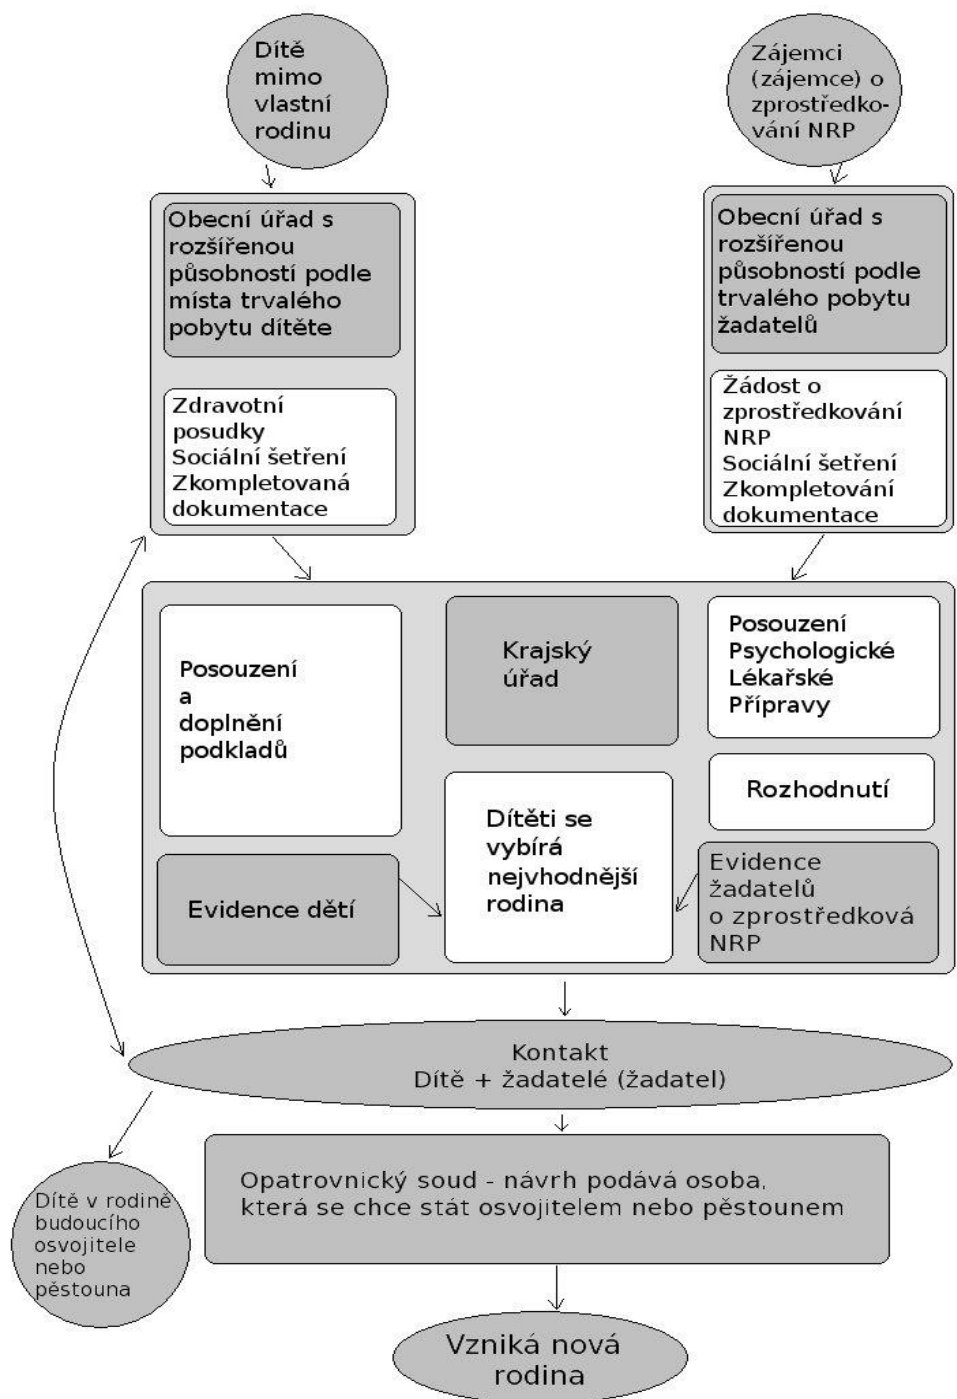 Dítě
mimo
vlastní
rodinu
Zájemci
(zájemce) o
zprostředko-
vání NRP
Obecní úřad s
rozšířenou
působností podle
místa trvalého
pobytu dítěte
Zdravotní
posudky
Sociální šetření
Zkompletovaná
dokumentace
Obecní úřad s
rozšířenou
působností podle
trvalého pobytu
žadatelů
Žádost o
zprostředkování
NRP
Sociální šetření
Zkompletování
dokumentace
Posouzení
a
doplnění
podkladů
Krajský
úřad
Posouzení
Psychologické
Lékařské
Přípravy
Rozhodnutí
Evidence dětí
Dítěti se
vybírá
nejvhodnější
rodina
Evidence
žadatelů
o zprostředková
NRP
Kontakt
Dítě + žadatelé (žadatel)
Dítě v rodině
budoucího
osvojitele
nebo
pěstouna
Opatrovnický soud - návrh podává osoba,
která se chce stát osvojitelem nebo pěstounem
Vzniká nová
rodina